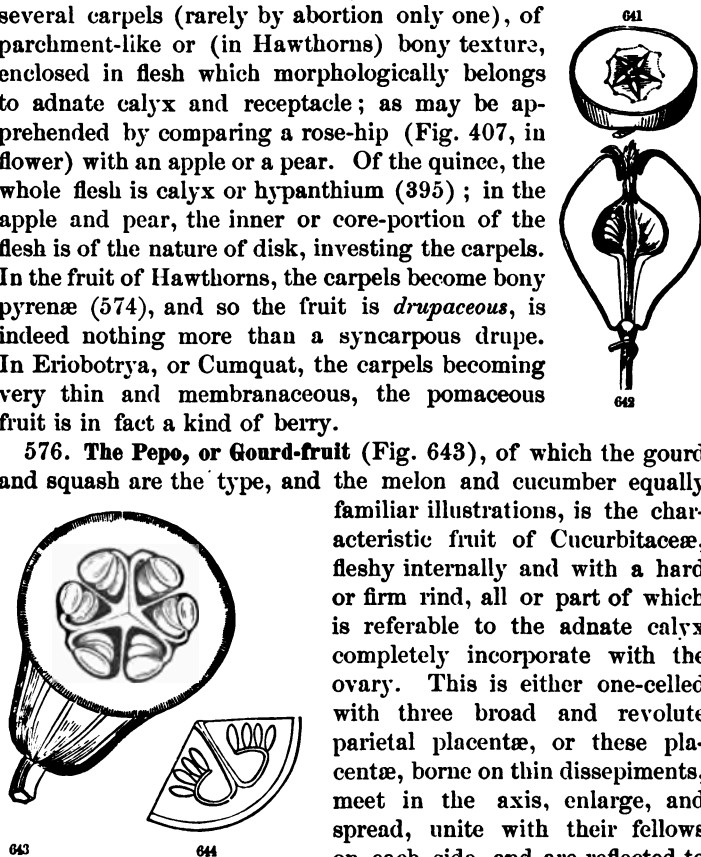 several carpels (rarely by abortion only one), of
parchment-like or (in Hawthorns) bony texture,
enclosed in flesh which morphologically belongs
to adnate calyx and receptacle; as may be ap-
prehended by comparing a rose-hip (Fig. 407, in
flower) with an apple or a pear. Of the quince, the
whole flesh is calyx or hypanthium (395); in the
apple and pear, the inner or core-portion of the
flesh is of the nature of disk, investing the carpels.
In the fruit of Hawthorns, the carpels become bony
pyrenæ (574), and so the fruit is drupaceous, is
indeed nothing more than a syncarpous drupe.
In Eriobotrya, or Cumquat, the carpels becoming
very thin and membranaceous, the pomaceous
fruit is in fact a kind of berry.
641
642
576. The Pepo, or Gourd-fruit (Fig. 643), of which the gourd
and squash are the type, and the melon and cucumber equally
familiar illustrations, is the char-
acteristic fruit of Cucurbitaceæ,
fleshy internally and with a hard
or firm rind, all or part of which
is referable to the adnate calyx
completely incorporate with the
ovary. This is either one-celled
with three broad and revolute
parietal placentæ, or these pla-
centæ, borne on thin dissepiments,
meet in the axis, enlarge, and
spread, unite with their fellows
on each side, and are reflected to
643
644